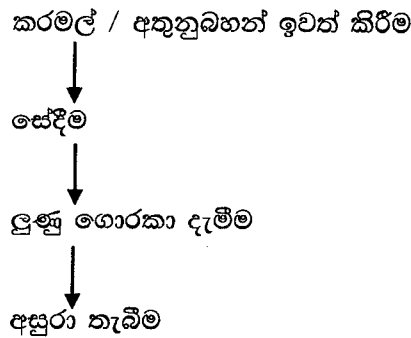 කරමල් / අතුනුබහන් ඉවත් කිරීම
සේදීම
ලුණු ගොරකා දැමීම
අසුරා තැබීම